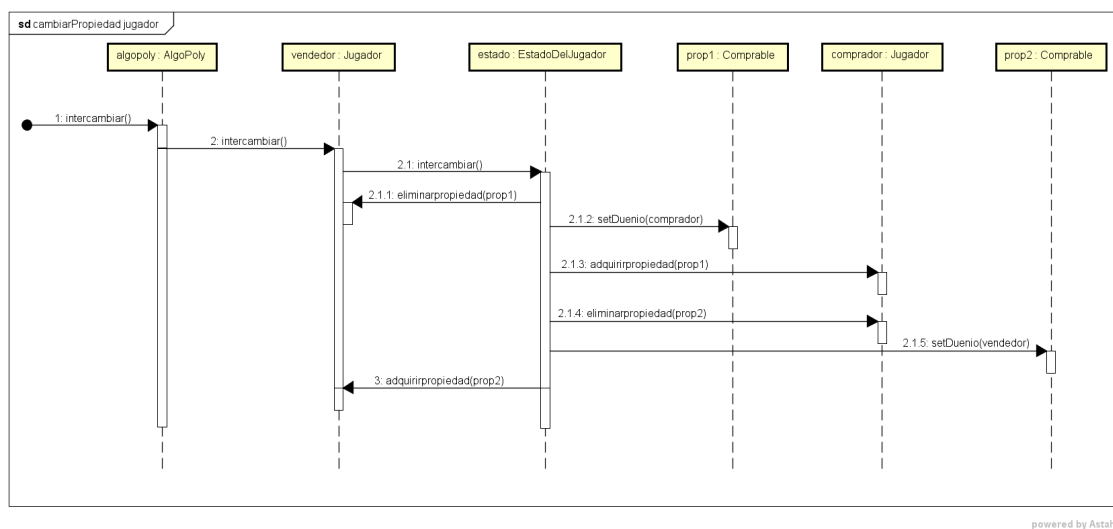 sd cambiarPropiedad jugador
algopoly : AlgoPoly
vendedor : Jugador
estado : EstadoDelJugador
prop1 : Comprable
comprador : Jugador
prop2 : Comprable
1: intercambiar()
2: intercambiar()
2.1: intercambiar()
2.1.1: eliminarpropiedad(prop1)
2.1.2: setDuenio(comprador)
2.1.3: adquirirpropiedad(prop1)
2.1.4: eliminarpropiedad(prop2)
2.1.5: setDuenio(vendedor)
3: adquirirpropiedad(prop2)
powered by Astah